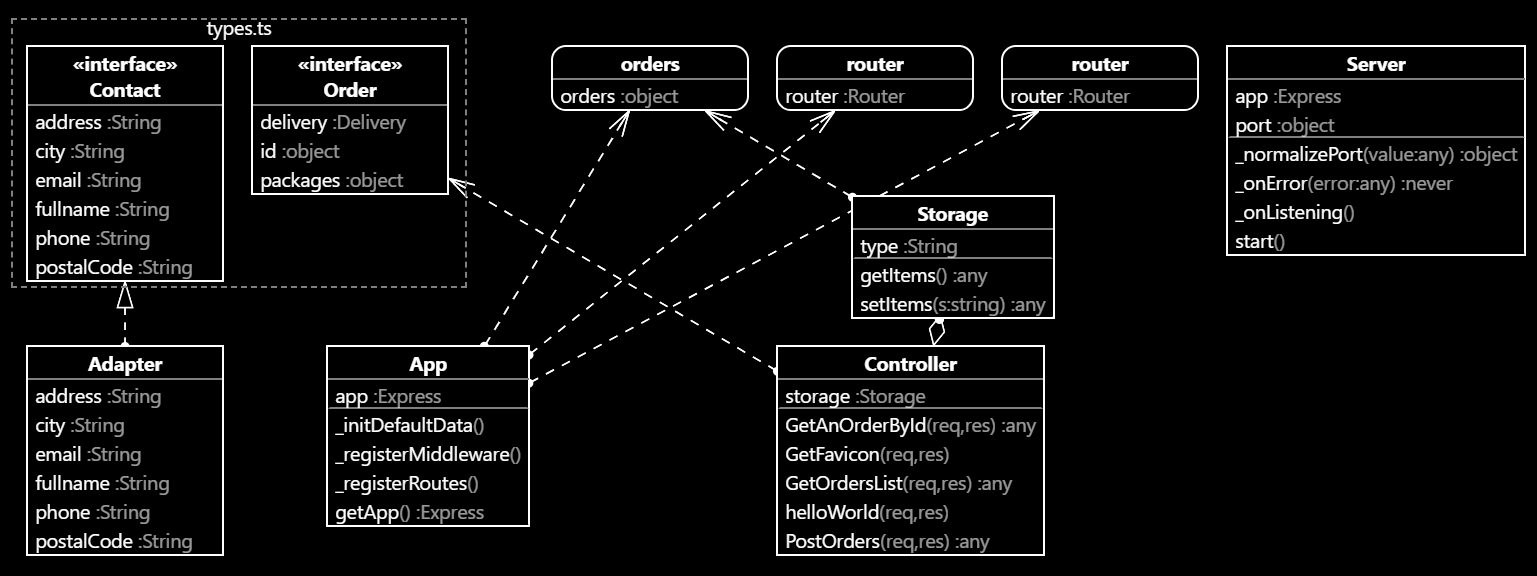 types.ts
«interface»
Contact
address :String
city :String
email :String
fullname :String
phone :String
postalCode :String
«interface»
Order
delivery :Delivery
id :object
packages :object
orders
orders :object
router
router :Router
router
router :Router
Server
app :Express
port :object
_normalizePort(value:any) :object
_onError(error:any) :never
_onListening()
start()
Storage
type :String
getItems() :any
setItems(s:string) :any
Adapter
address :String
city :String
email :String
fullname :String
phone :String
postalCode :String
App
app :Express
_initDefaultData()
_registerMiddleware()
_registerRoutes()
getApp() :Express
Controller
storage :Storage
GetAnOrderById(req,res) :any
GetFavicon(req,res)
GetOrdersList(req,res) :any
helloWorld(req,res)
PostOrders(req,res) :any